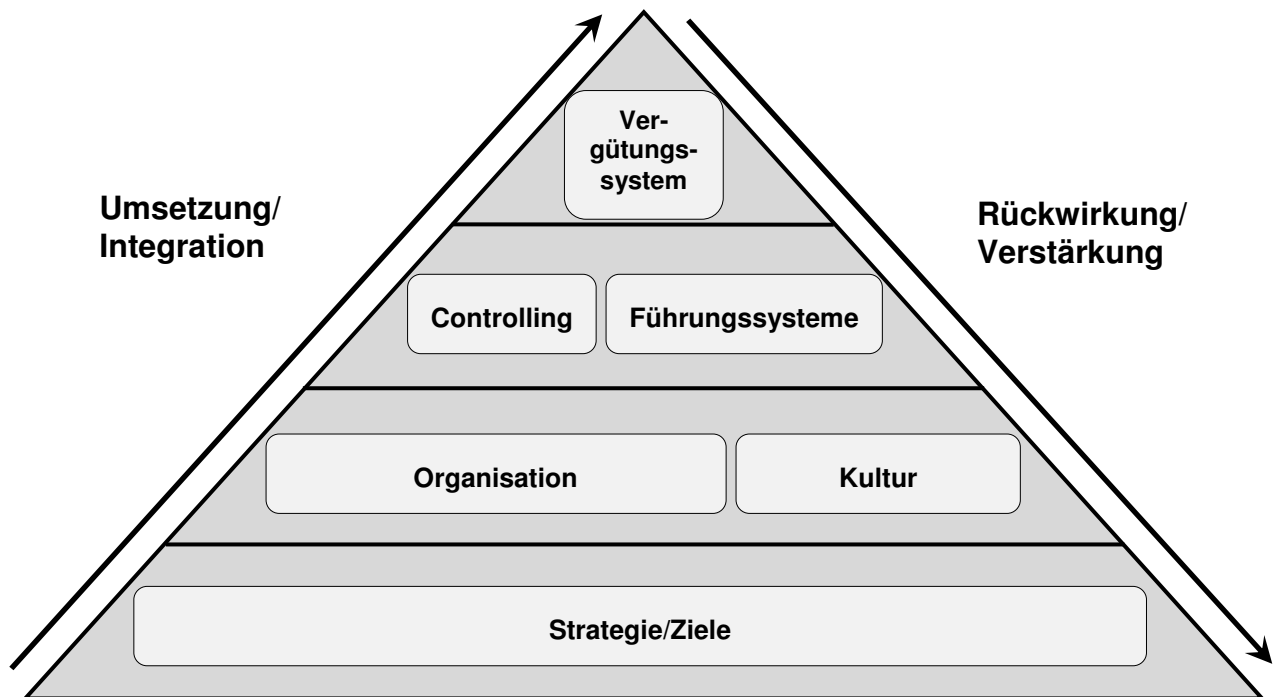 Ver-
gütungs-
system
Umsetzung/
Integration
Rückwirkung/
Verstärkung
Controlling
Führungssysteme
Organisation
Kultur
Strategie/Ziele